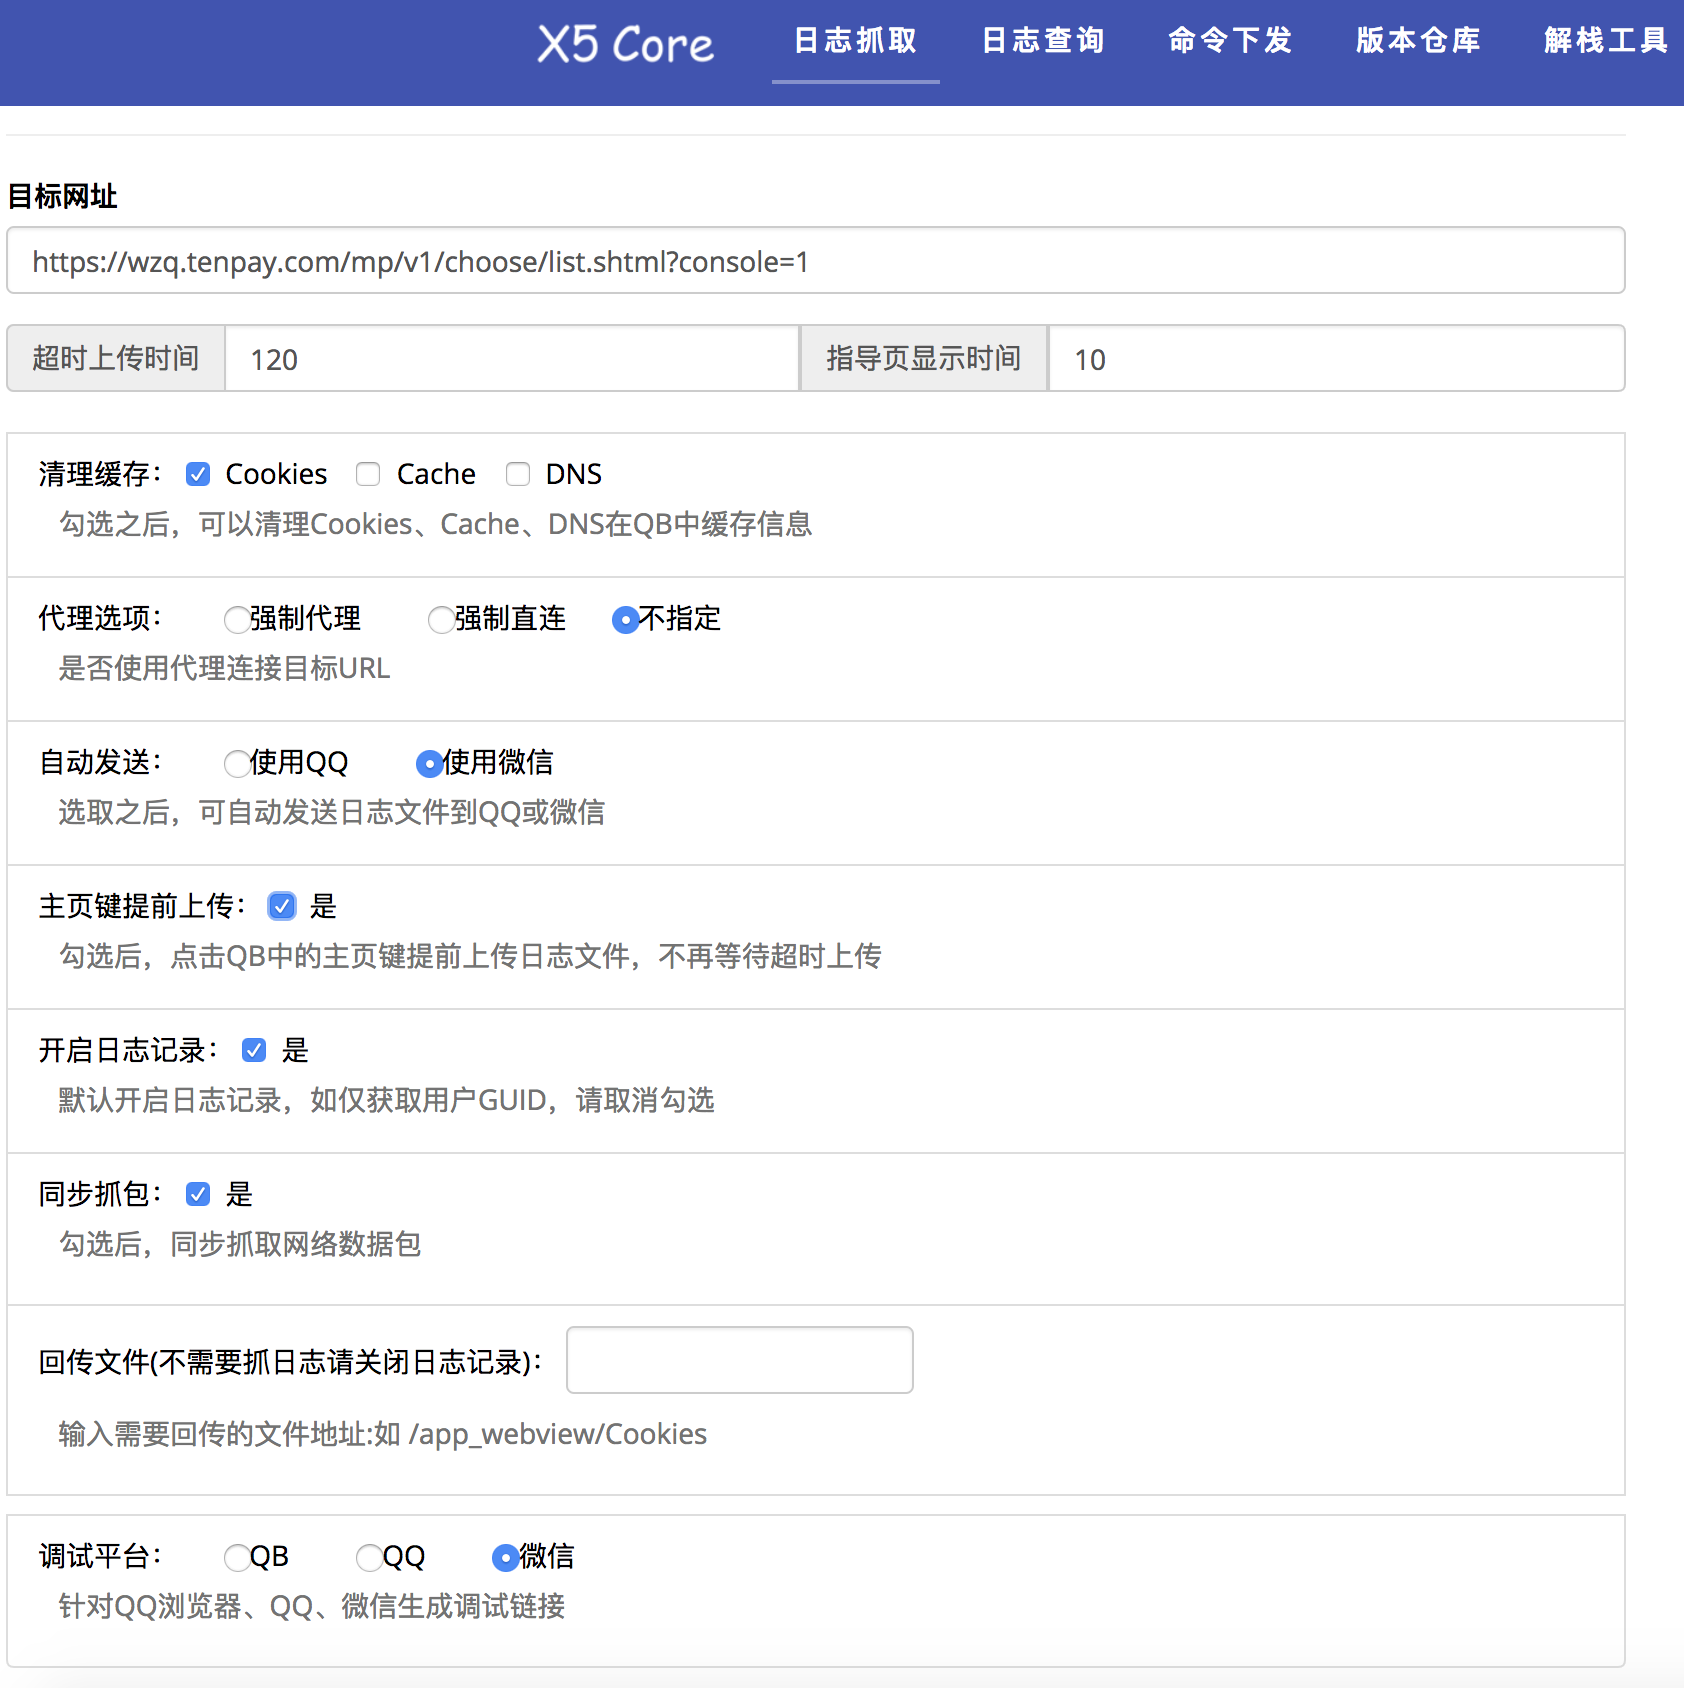 X5 Core 日志抓取 日志查询 命令下发 版本仓库 解栈工具
目标网址
https://wzq.tenpay.com/mp/v1/choose/list.shtml?console=1
超时上传时间 120 指导页显示时间 10
清理缓存： Cookies Cache DNS
勾选之后，可以清理Cookies、Cache、DNS在QB中缓存信息
代理选项： 强制代理 强制直连 不指定
是否使用代理连接目标URL
自动发送： 使用QQ 使用微信
选取之后，可自动发送日志文件到QQ或微信
主页键提前上传： 是
勾选后，点击QB中的主页键提前上传日志文件，不再等待超时上传
开启日志记录： 是
默认开启日志记录，如仅获取用户GUID，请取消勾选
同步抓包： 是
勾选后，同步抓取网络数据包
回传文件(不需要抓日志请关闭日志记录)：
输入需要回传的文件地址:如 /app_webview/Cookies
调试平台： QB QQ 微信
针对QQ浏览器、QQ、微信生成调试链接